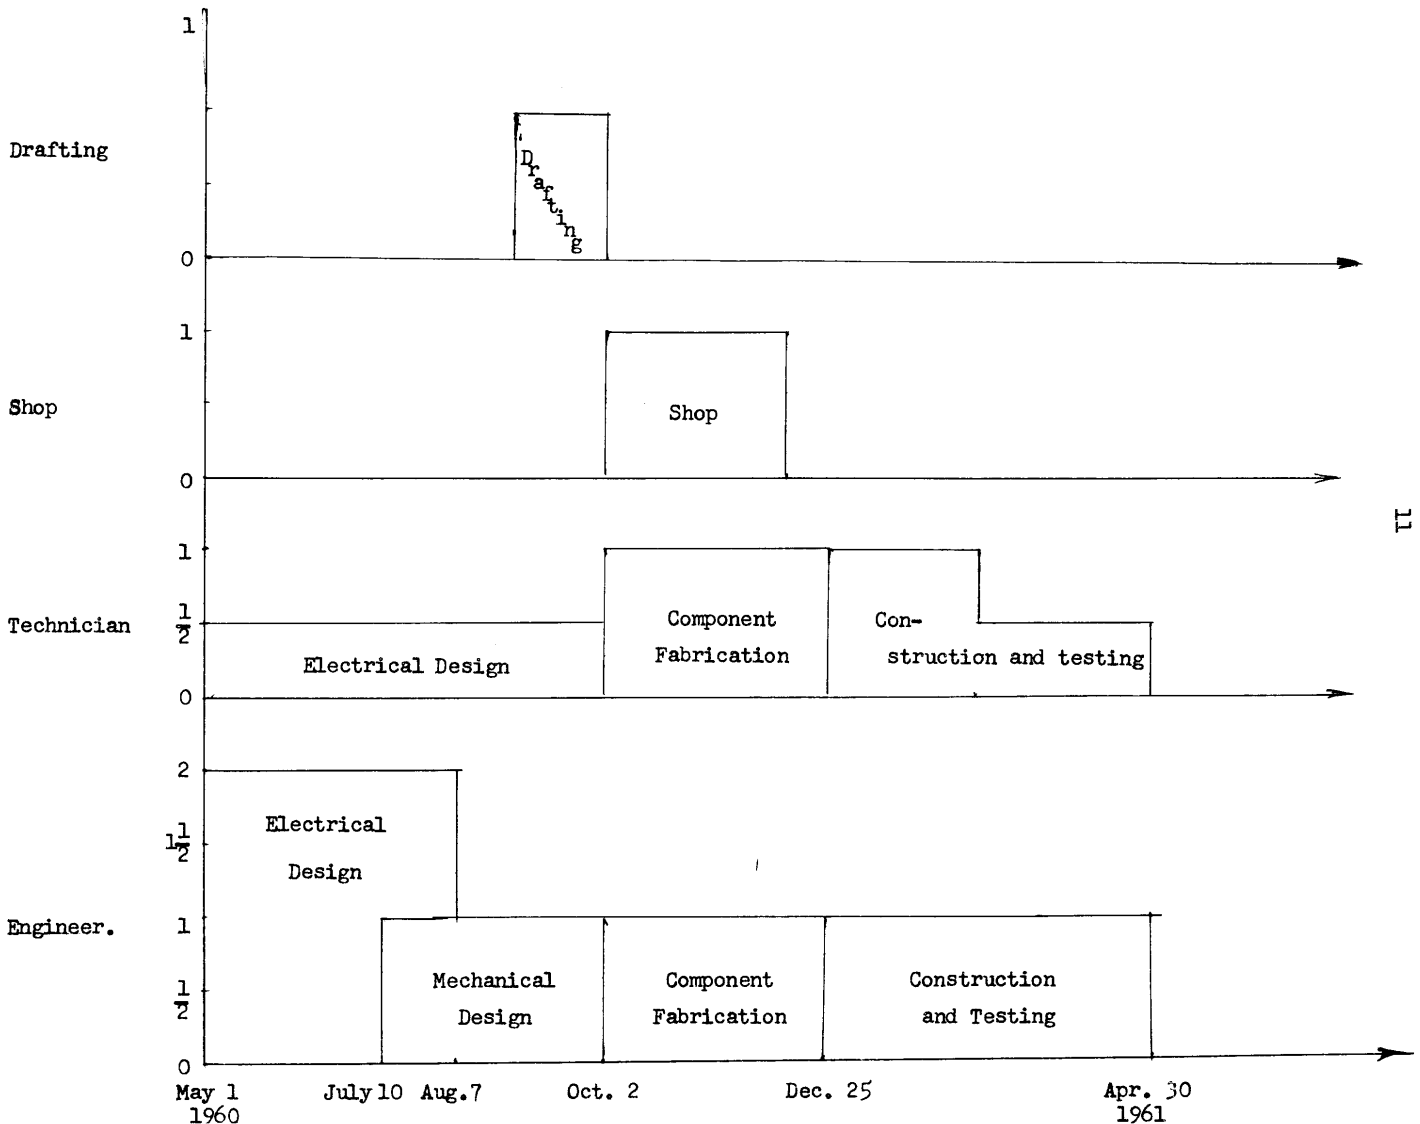 1
Drafting
Drafting
0
1
Shop
Shop
0
11
1
Technician
1/2
Component
Con-
Electrical Design
Fabrication
struction and testing
0
2
Electrical
1 1/2
Design
Engineer.
1
Mechanical
Component
Construction
1/2
Design
Fabrication
and Testing
0
May 1 July 10 Aug. 7 Oct. 2 Dec. 25 Apr. 30
1960 1961